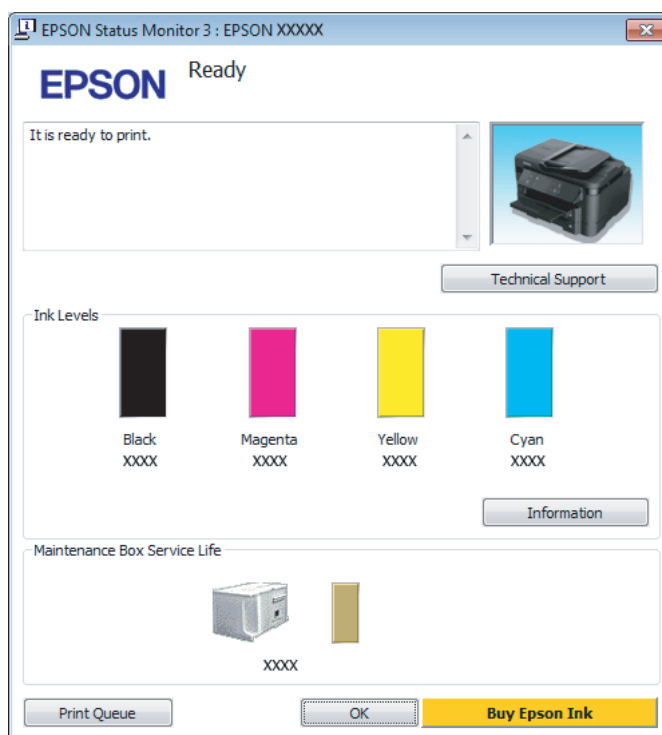 EPSON Status Monitor 3 : EPSON XXXXX
EPSON
Ready
It is ready to print.
Technical Support
Ink Levels
Black Magenta Yellow Cyan
XXXX XXXX XXXX XXXX
Information
Maintenance Box Service Life
XXXX
Print Queue OK Buy Epson Ink